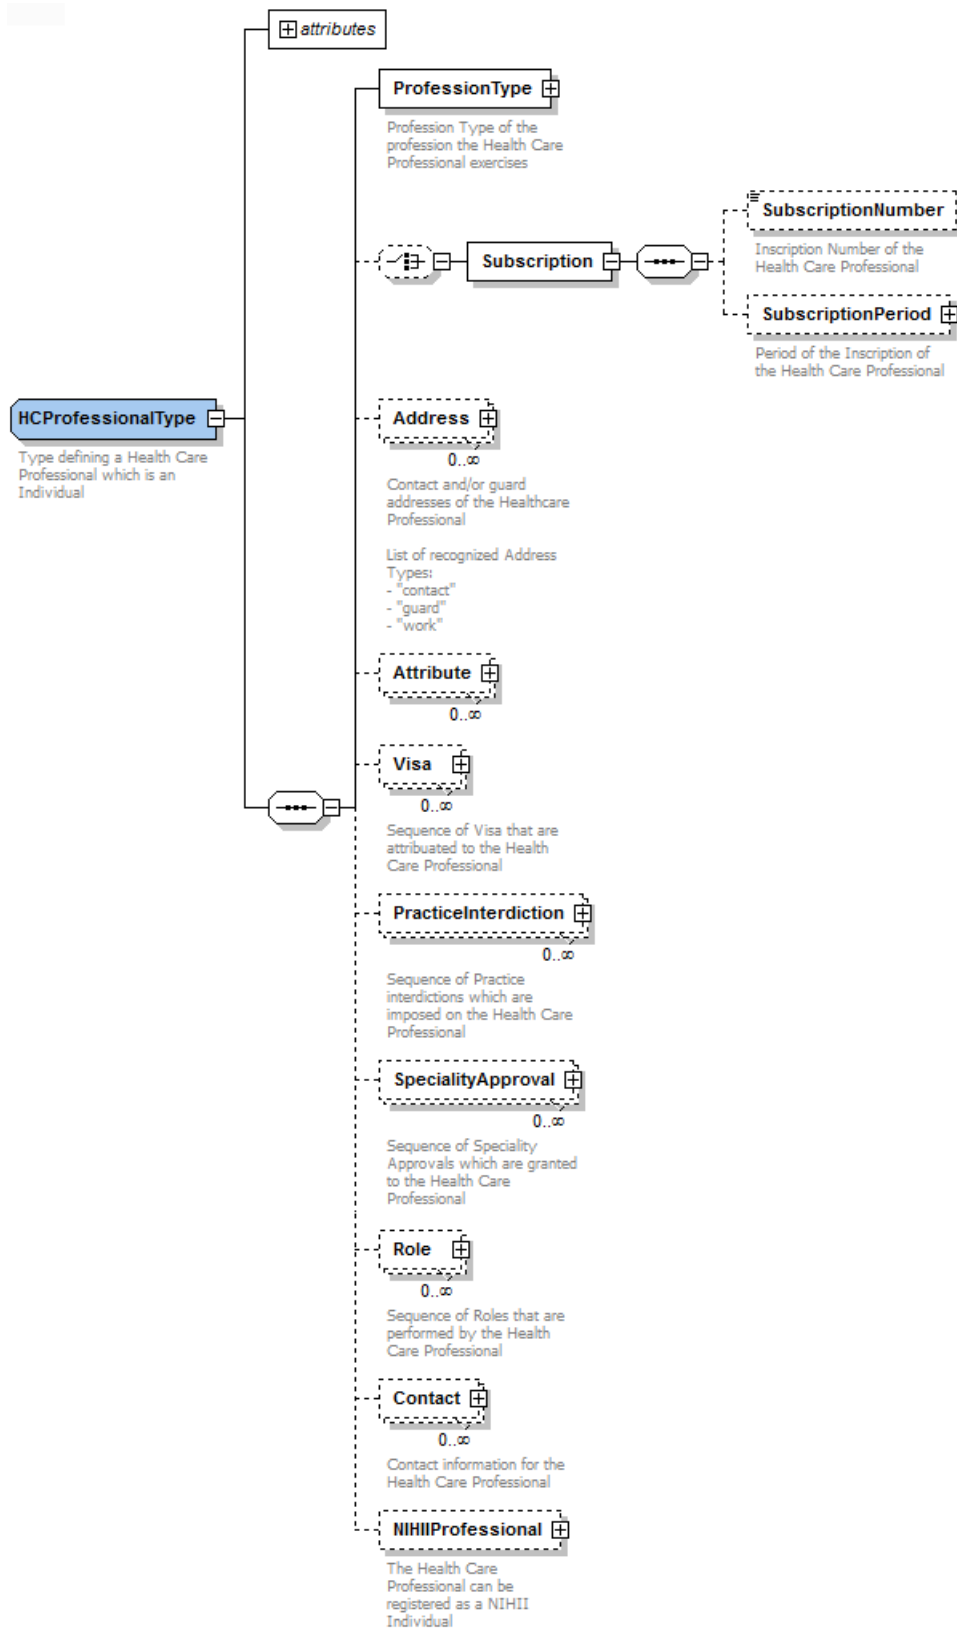 attributes
ProfessionType
Profession Type of the
profession the Health Care
Professional exercises
SubscriptionNumber
Inscription Number of the
Health Care Professional
Subscription
SubscriptionPeriod
Period of the Inscription of
the Health Care Professional
HCProfessionalType
Type defining a Health Care
Professional which is an
Individual
Address
0..∞
Contact and/or guard
addresses of the Healthcare
Professional
List of recognized Address
Types:
- "contact"
- "guard"
- "work"
Attribute
0..∞
Visa
0..∞
Sequence of Visa that are
attribuated to the Health
Care Professional
PracticeInterdiction
0..∞
Sequence of Practice
interdictions which are
imposed on the Health Care
Professional
SpecialityApproval
0..∞
Sequence of Speciality
Approvals which are granted
to the Health Care
Professional
Role
0..∞
Sequence of Roles that are
performed by the Health
Care Professional
Contact
0..∞
Contact information for the
Health Care Professional
NIHIIProfessional
The Health Care
Professional can be
registered as a NIHII
Individual